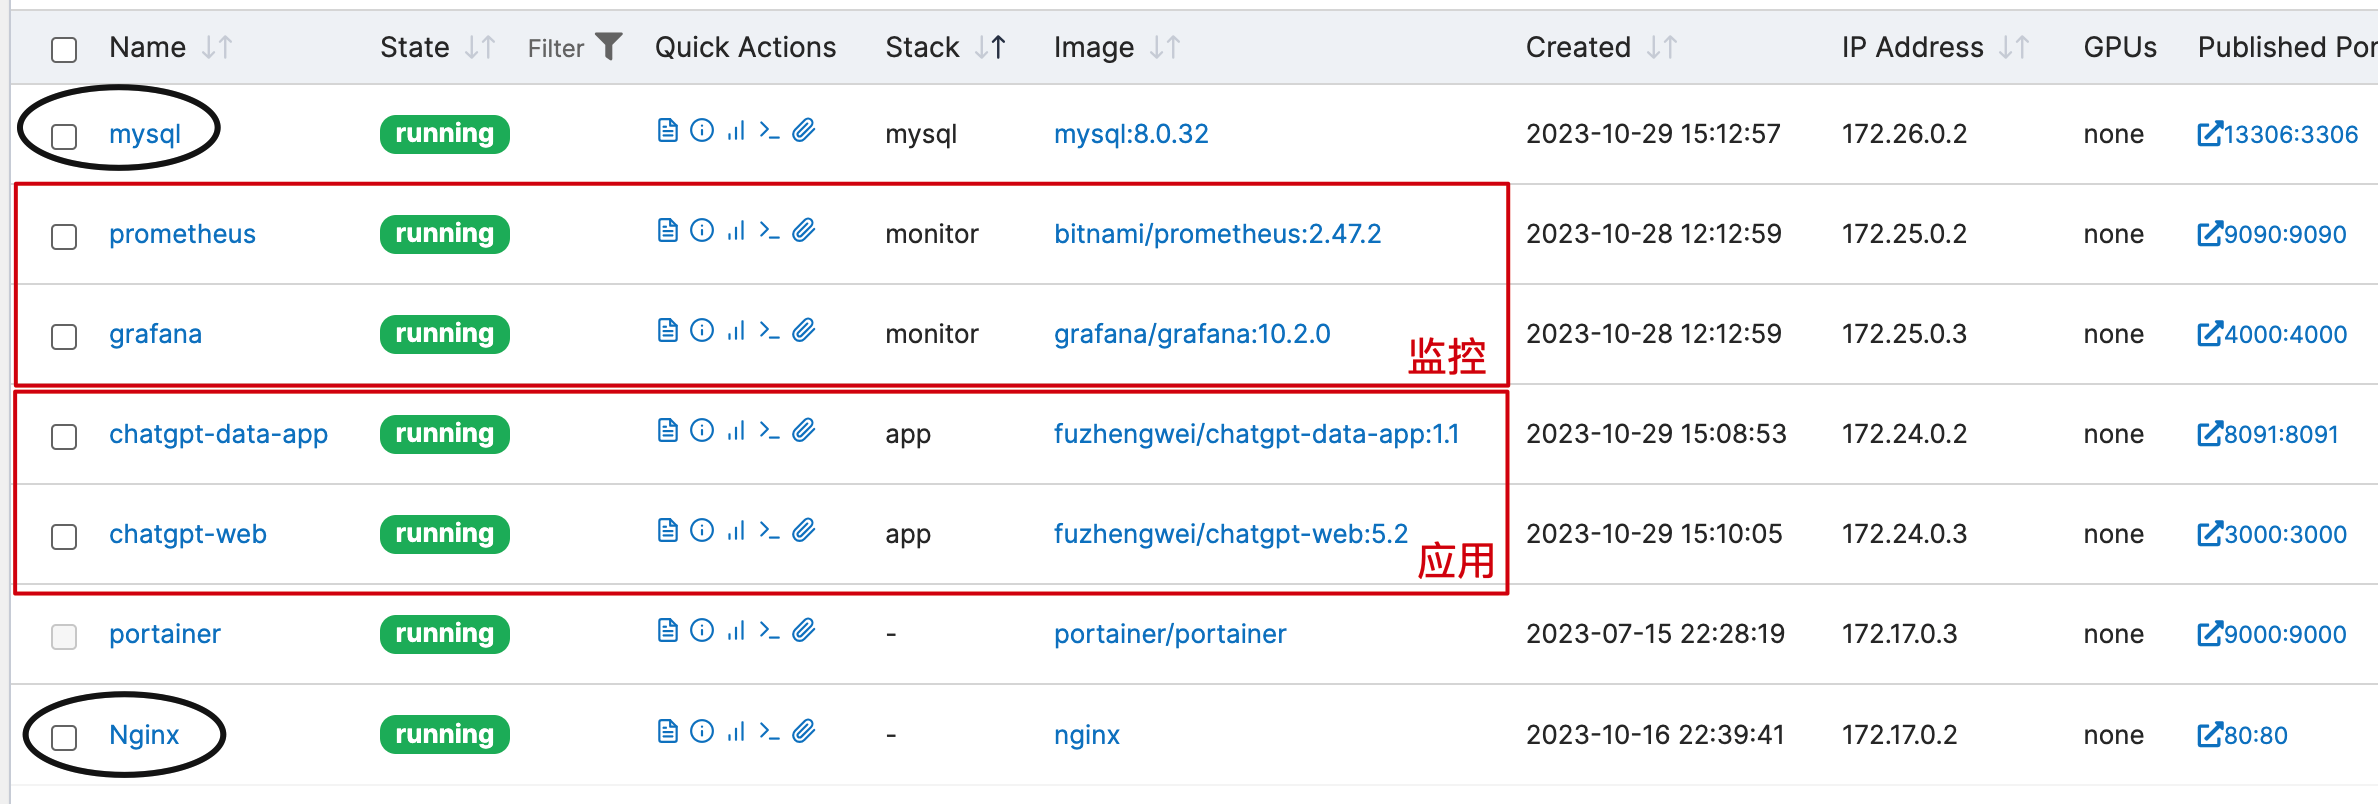 Name State Filter Quick Actions Stack Image Created IP Address GPUs Published Por
mysql running mysql mysql:8.0.32 2023-10-29 15:12:57 172.26.0.2 none 13306:3306
prometheus running monitor bitnami/prometheus:2.47.2 2023-10-28 12:12:59 172.25.0.2 none 9090:9090
grafana running monitor grafana/grafana:10.2.0 2023-10-28 12:12:59 172.25.0.3 none 4000:4000
监控
chatgpt-data-app running app fuzhengwei/chatgpt-data-app:1.1 2023-10-29 15:08:53 172.24.0.2 none 8091:8091
chatgpt-web running app fuzhengwei/chatgpt-web:5.2 2023-10-29 15:10:05 172.24.0.3 none 3000:3000
应用
portainer running - portainer/portainer 2023-07-15 22:28:19 172.17.0.3 none 9000:9000
Nginx running - nginx 2023-10-16 22:39:41 172.17.0.2 none 80:80